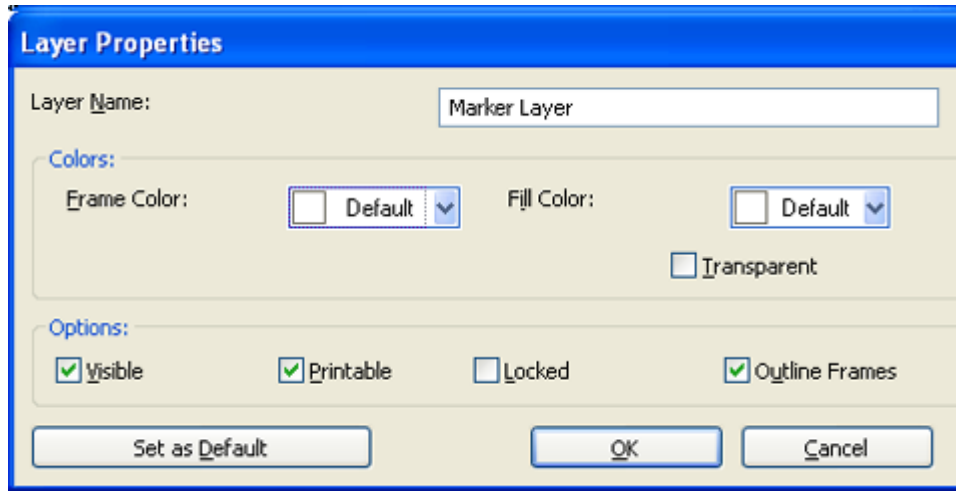 Layer Properties
Layer Name: Marker Layer
Colors:
Frame Color: Default Fill Color: Default
Transparent
Options:
Visible Printable Locked Outline Frames
Set as Default OK Cancel